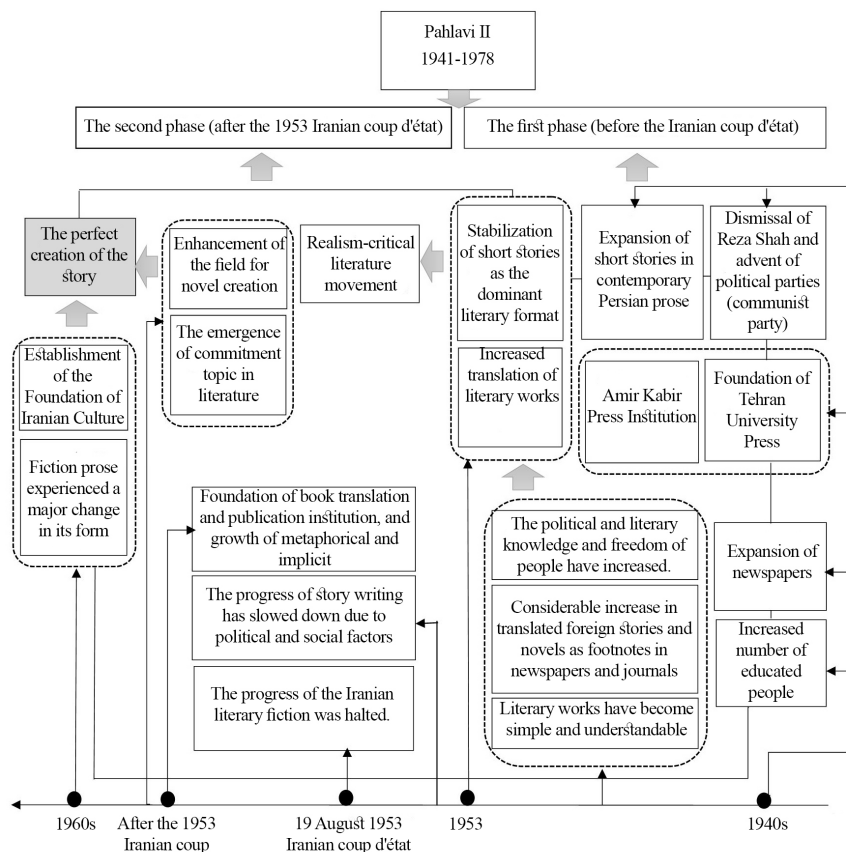 Pahlavi II
1941-1978
The second phase (after the 1953 Iranian coup d'état)
The first phase (before the Iranian coup d'état)
The perfect
creation of the
story
Enhancement of
the field for
novel creation
The emergence
of commitment
topic in
literature
Realism-critical
literature
movement
Stabilization
of short stories
as the
dominant
literary format
Increased
translation of
literary works
Expansion of
short stories in
contemporary
Persian prose
Dismissal of
Reza Shah and
advent of
political parties
(communist
party)
Establishment
of the
Foundation of
Iranian Culture
Fiction prose
experienced a
major change
in its form
Amir Kabir
Press Institution
Foundation of
Tehran
University
Press
Foundation of book translation
and publication institution, and
growth of metaphorical and
implicit
The progress of story writing
has slowed down due to
political and social factors
The progress of the Iranian
literary fiction was halted.
The political and literary
knowledge and freedom of
people have increased.
Considerable increase in
translated foreign stories and
novels as footnotes in
newspapers and journals
Literary works have become
simple and understandable
Expansion of
newspapers
Increased
number of
educated
people
1960s
After the 1953
Iranian coup
19 August 1953
Iranian coup d'état
1953
1940s